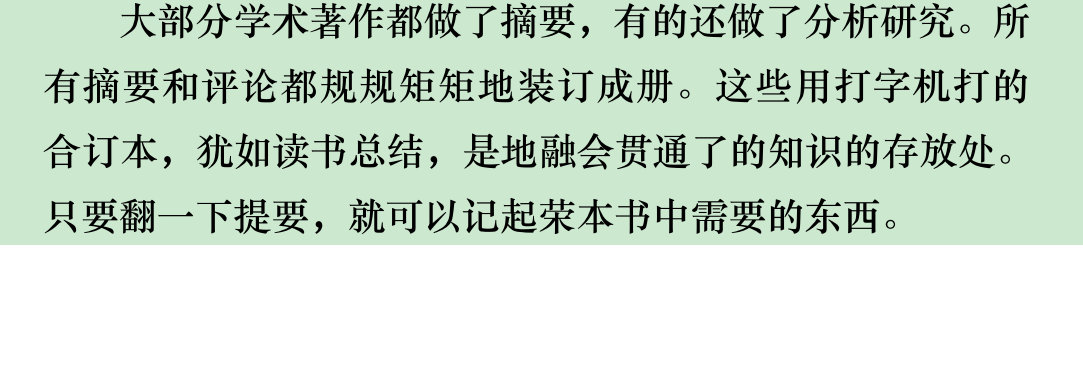 大部分学术著作都做了摘要，有的还做了分析研究。所
有摘要和评论都规规矩矩地装订成册。这些用打字机打的
合订本，犹如读书总结，是地融会贯通了的知识的存放处。
只要翻一下提要，就可以记起荣本书中需要的东西。